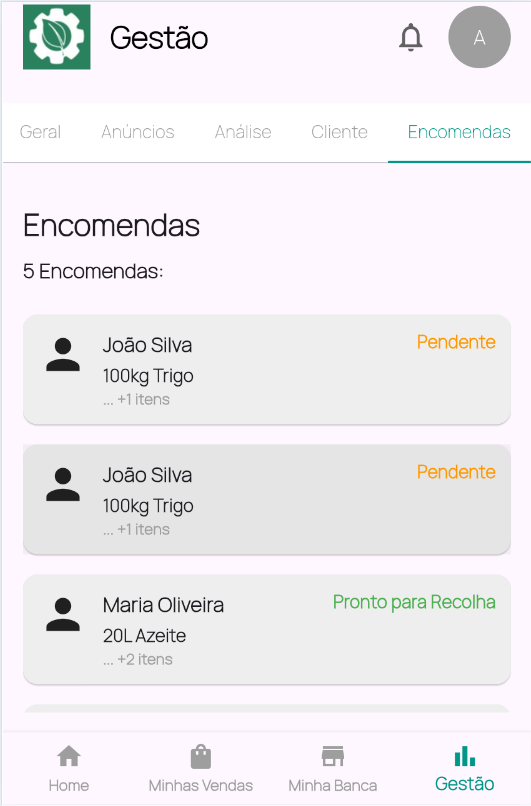 Gestão
A
Geral Anúncios Análise Cliente Encomendas
Encomendas
5 Encomendas:
João Silva Pendente
100kg Trigo
... +1 itens
João Silva Pendente
100kg Trigo
... +1 itens
Maria Oliveira Pronto para Recolha
20L Azeite
... +2 itens
Home Minhas Vendas Minha Banca Gestão